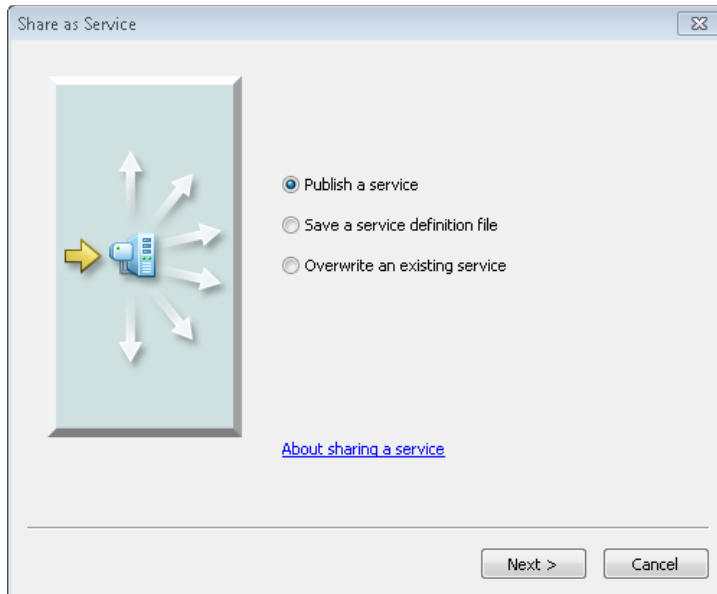 Share as Service
Publish a service
Save a service definition file
Overwrite an existing service
About sharing a service
Next >
Cancel